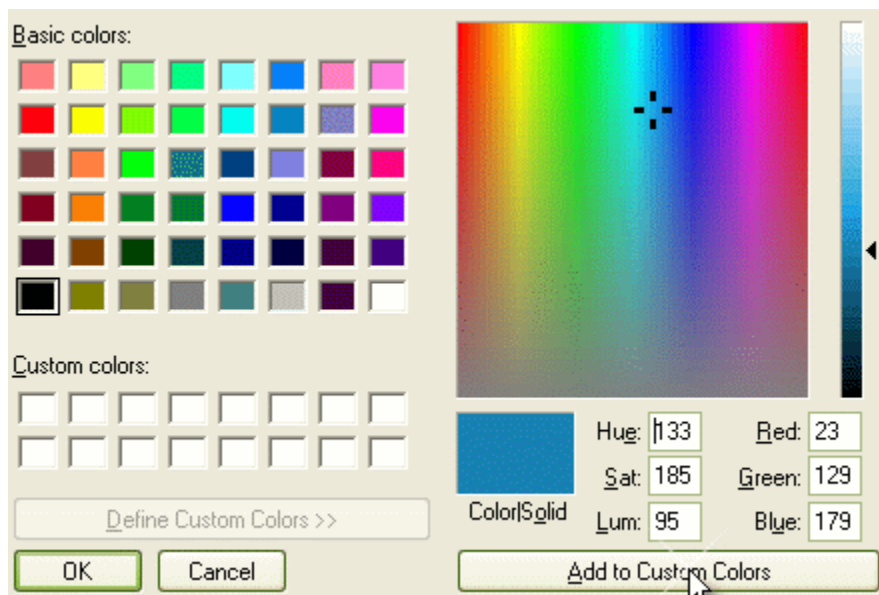 Basic colors:
Custom colors:
Define Custom Colors >>
OK Cancel
Color|Solid
Hue: 133 Red: 23
Sat: 185 Green: 129
Lum: 95 Blue: 179
Add to Custom Colors